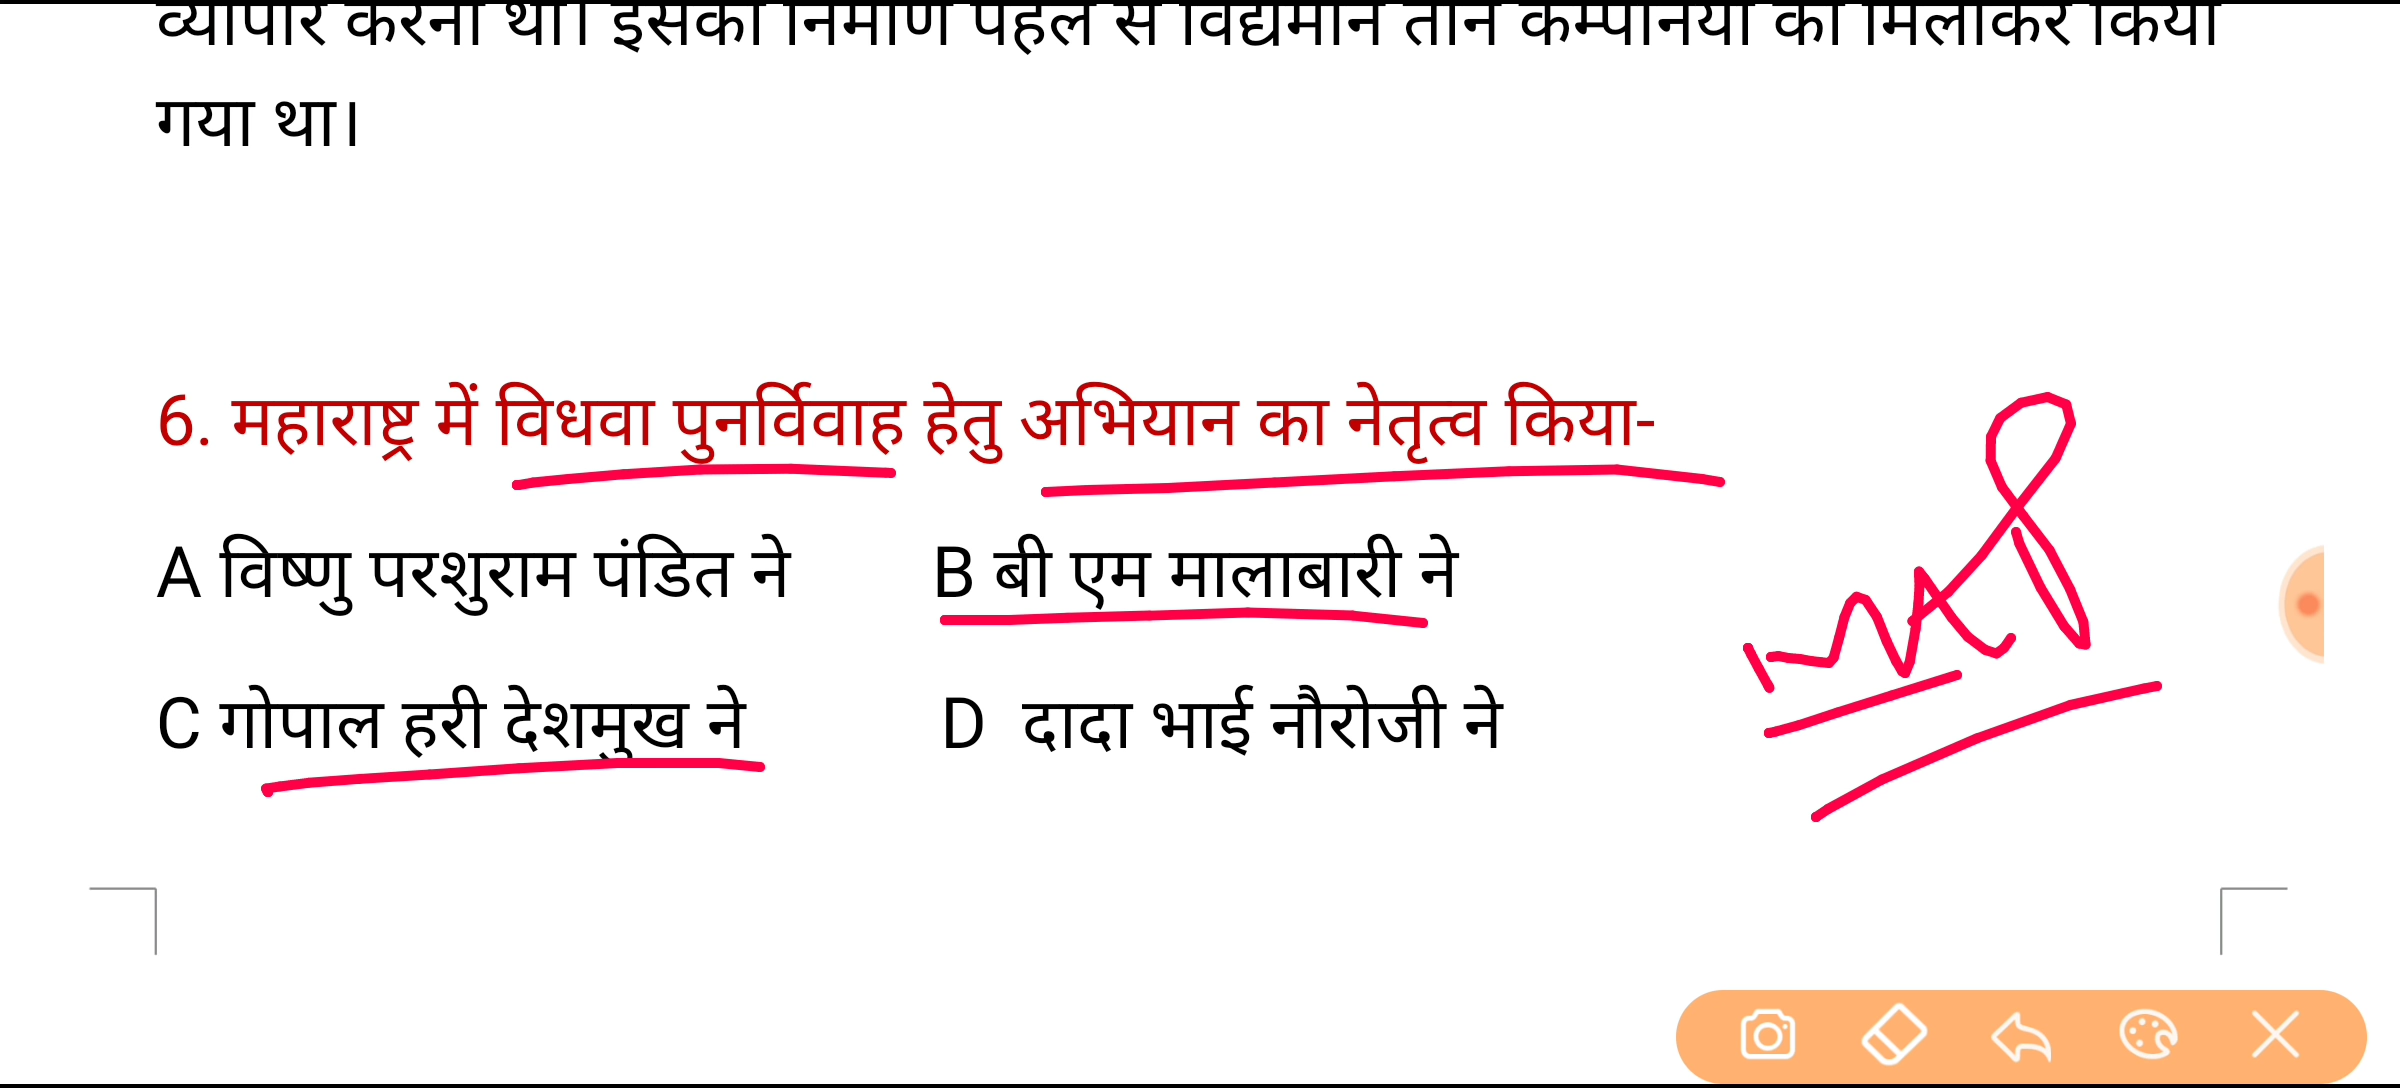 व्यापार करना था। इसका निर्माण पहले से विद्यमान तीन कम्पनियों को मिलाकर किया
गया था।
6. महाराष्ट्र में विधवा पुनर्विवाह हेतु अभियान का नेतृत्व किया-
A विष्णु परशुराम पंडित ने B बी एम मालाबारी ने
C गोपाल हरी देशमुख ने D दादा भाई नौरोजी ने